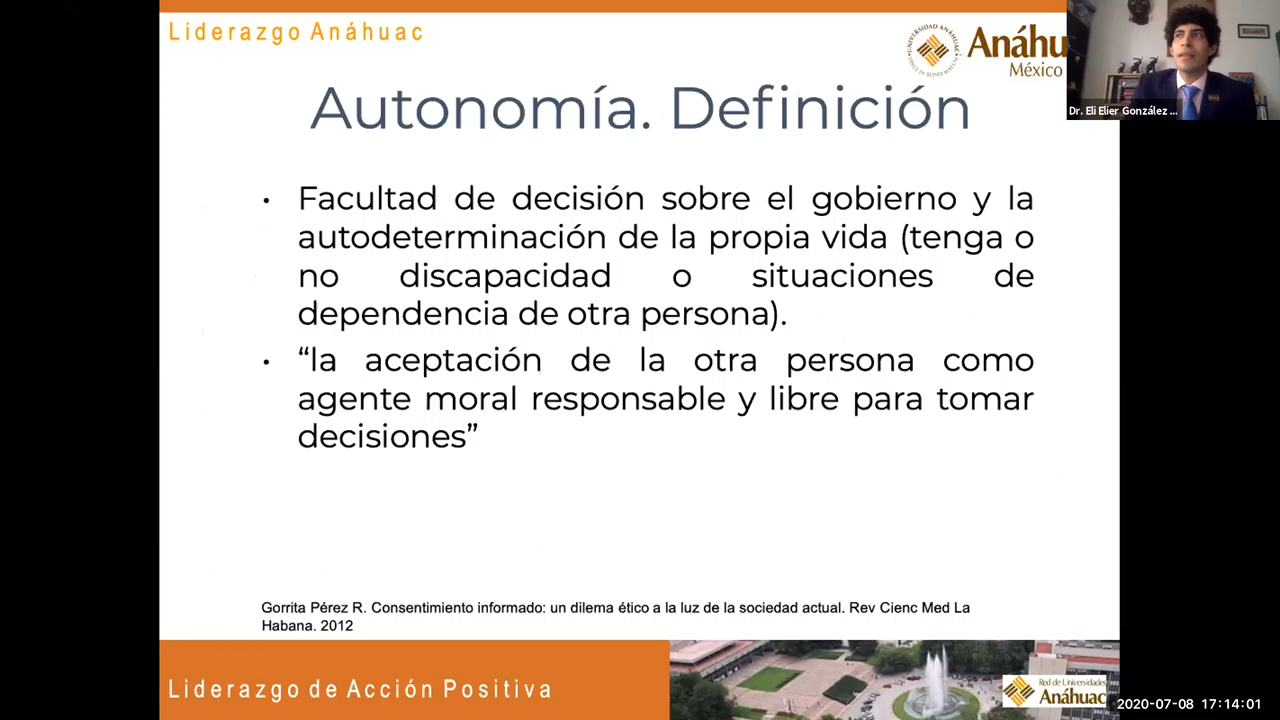 Liderazgo Anáhuac
Anáhu
México
Dr. Eli Elier González ...
Autonomía. Definición
• Facultad de decisión sobre el gobierno y la
autodeterminación de la propia vida (tenga o
no discapacidad o situaciones de
dependencia de otra persona).
• “la aceptación de la otra persona como
agente moral responsable y libre para tomar
decisiones”
Gorrita Pérez R. Consentimiento informado: un dilema ético a la luz de la sociedad actual. Rev Cienc Med La
Habana. 2012
Liderazgo de Acción Positiva
Red de Universidades
Anáhuac
2020-07-08 17:14:01